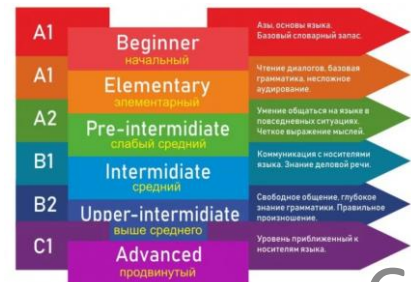 A1
Beginner
начальный
Азы, основы языка.
Базовый словарный запас.
A1
Elementary
элементарный
Чтение диалогов, базовая
грамматика, несложное
аудирование.
A2
Pre-intermidiate
слабый средний
Умение общаться на языке в
повседневных ситуациях.
Четкое выражение мыслей.
B1
Intermidiate
средний
Коммуникация с носителями
языка. Знание деловой речи.
B2
Upper-intermediate
выше среднего
Свободное общение, глубокое
знание грамматики. Правильное
произношение.
C1
Advanced
продвинутый
Уровень приближенный к
носителям языка.